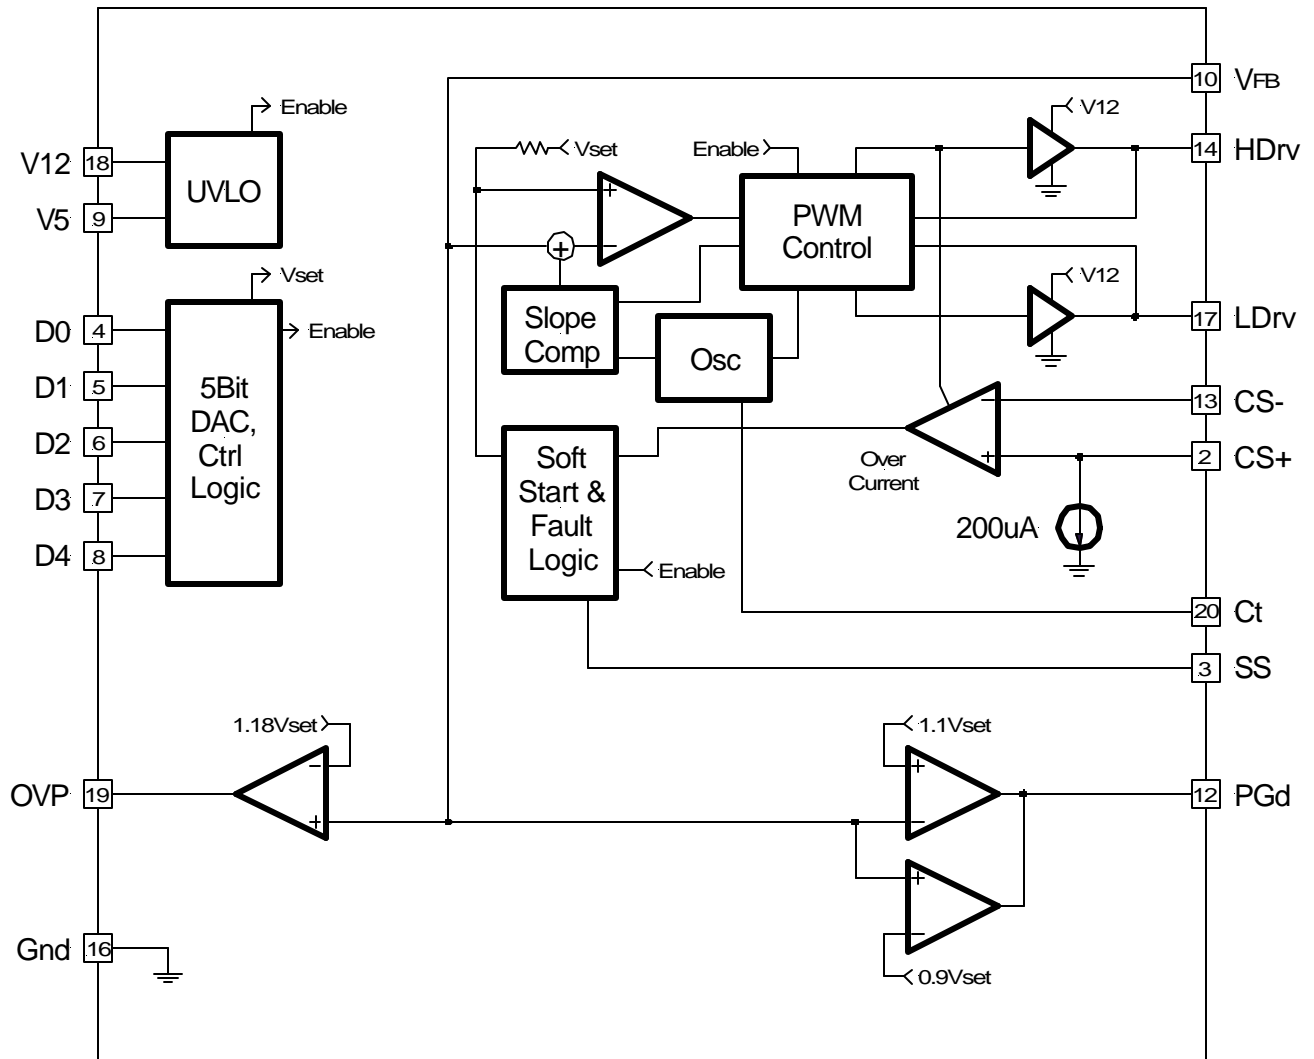 10 VFB
Enable
V12
V12 18
Vset
Enable
14 HDrv
UVLO
PWM
Control
V5 9
+
−
+
Vset
V12
Slope
Comp
17 LDrv
D0 4
Enable
Osc
D1 5
5Bit
DAC,
Ctrl
Logic
− 13 CS-
D2 6
Soft
Start &
Fault
Logic
Over
Current
+ 2 CS+
D3 7
200uA
D4 8
Enable
20 Ct
3 SS
1.18Vset
1.1Vset
−
+
OVP 19
12 PGd
+
−
+
Gnd 16
−
0.9Vset